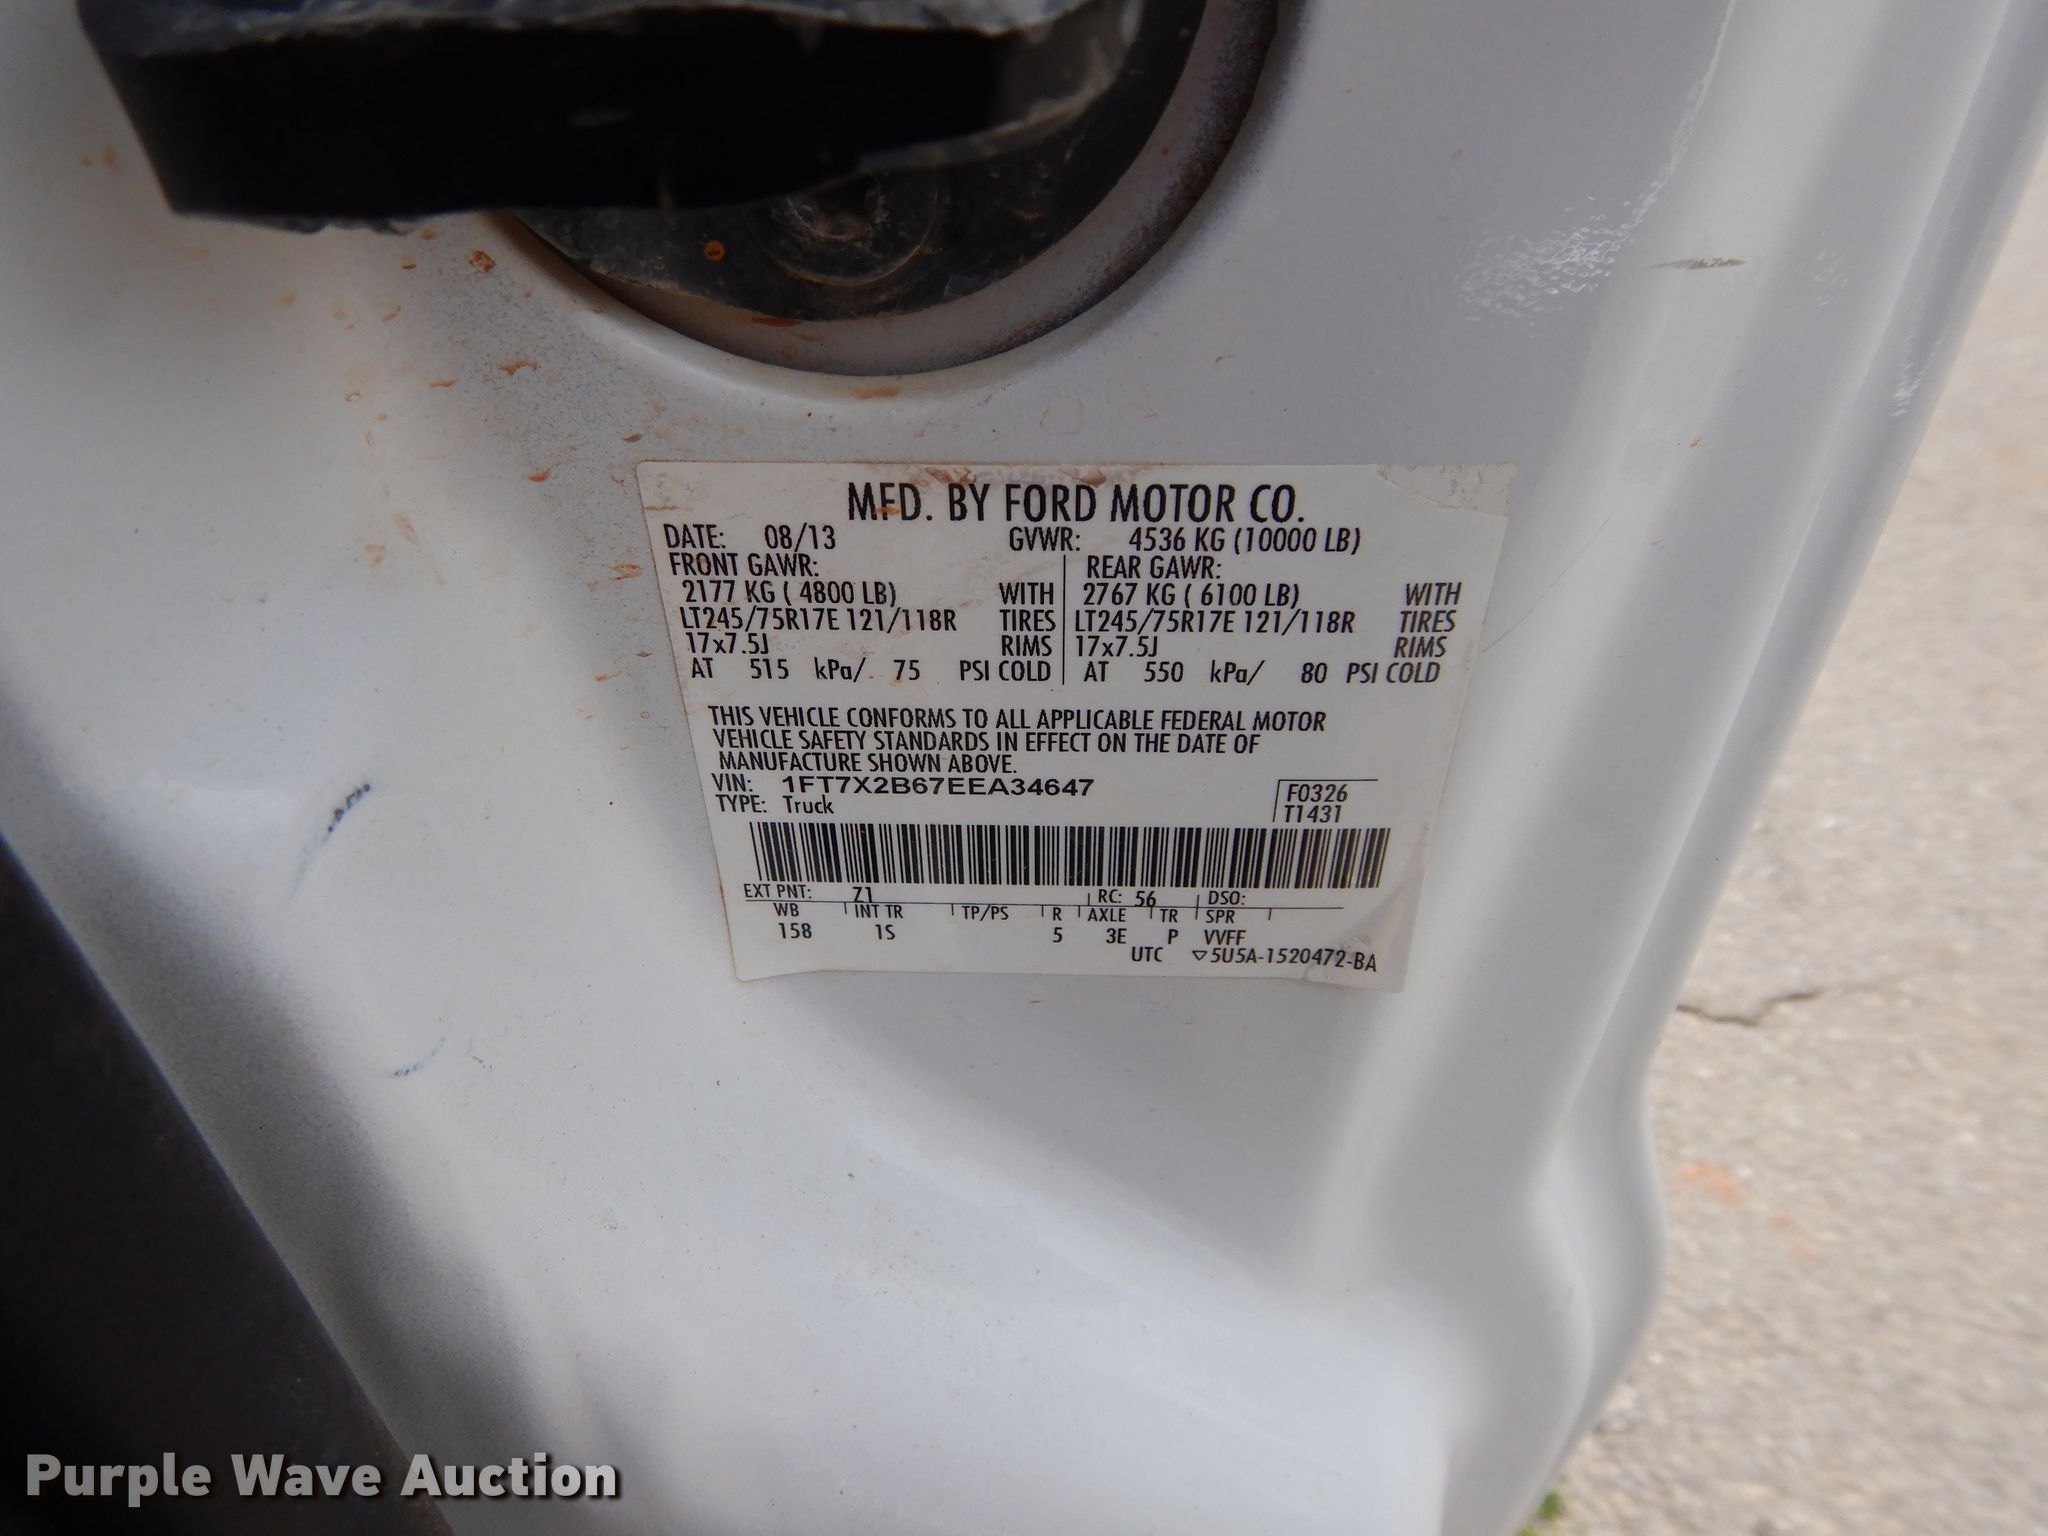 MFD. BY FORD MOTOR CO.
DATE: 08/13 GVWR: 4536 KG (10000 LB)
FRONT GAWR: REAR GAWR:
2177 KG ( 4800 LB) WITH 2767 KG ( 6100 LB) WITH
LT245/75R17E 121/118R TIRES LT245/75R17E 121/118R TIRES
17x7.5J RIMS 17x7.5J RIMS
AT 515 kPa/ 75 PSI COLD AT 550 kPa/ 80 PSI COLD
THIS VEHICLE CONFORMS TO ALL APPLICABLE FEDERAL MOTOR
VEHICLE SAFETY STANDARDS IN EFFECT ON THE DATE OF
MANUFACTURE SHOWN ABOVE.
VIN: 1FT7X2B67EEA34647
TYPE: Truck
F0326
T1431
EXT PNT: Z1 RC: 56 DSO:
WB INT TR TP/PS R AXLE TR SPR
158 1S 5 3E P VVFF
UTC ▽5U5A-1520472-BA
Purple Wave Auction